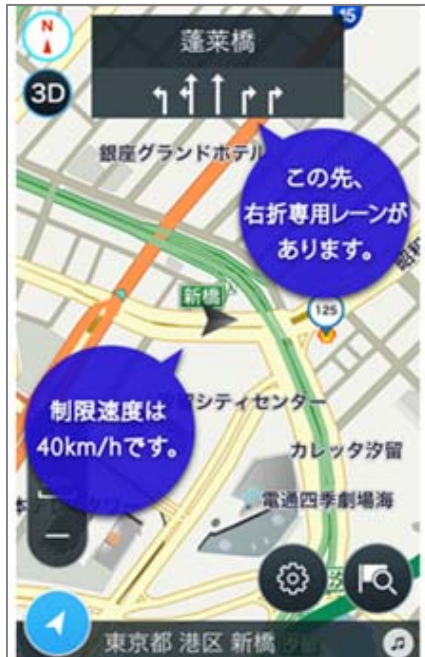 15
N
蓬莱橋
3D
銀座グランドホテル
この先、
右折専用レーンが
あります。
昭和
新橋
125
制限速度は
40km/hです。
シティセンター
カレッタ汐留
電通四季劇場海
東京都 港区 新橋